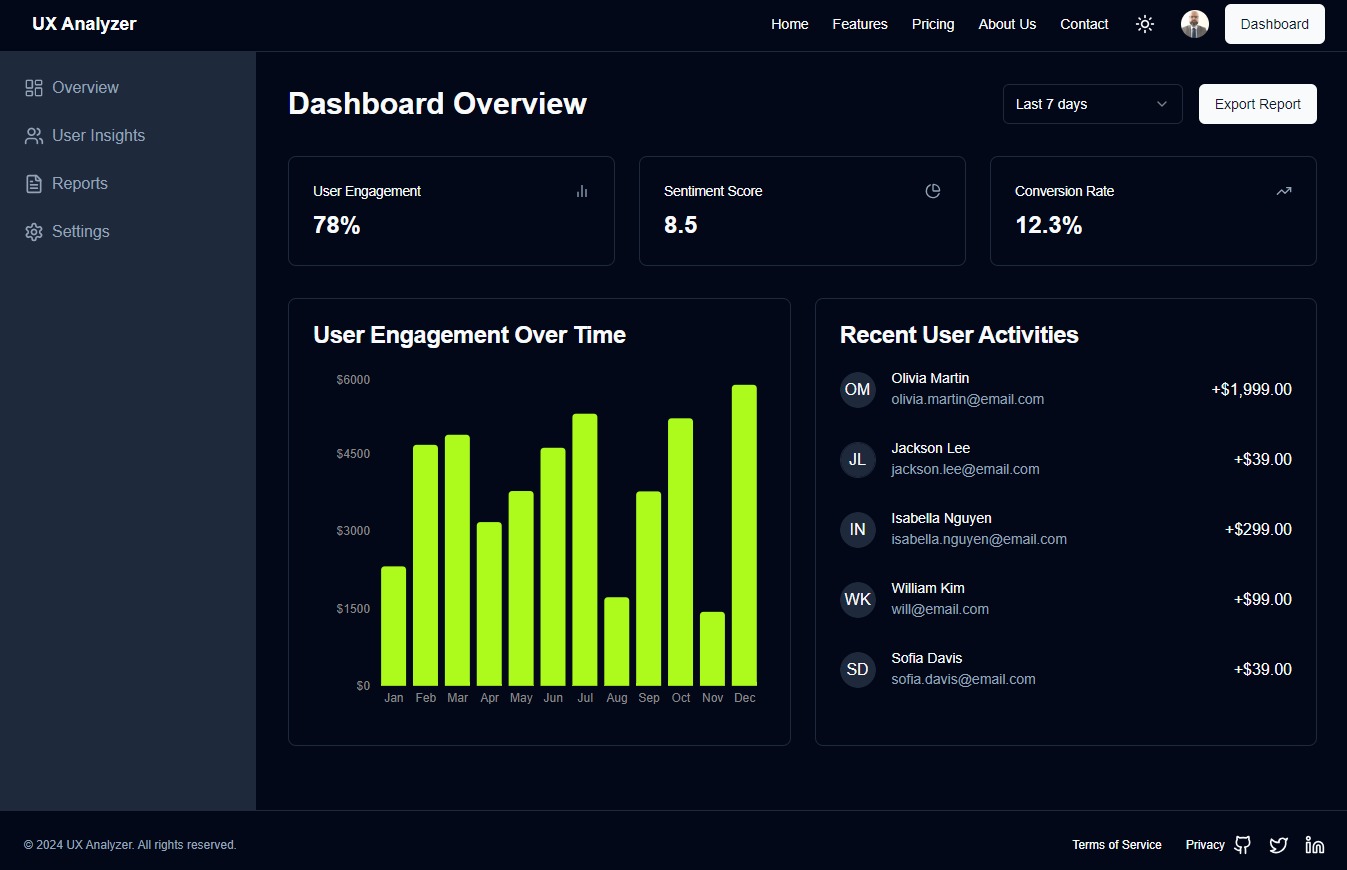 UX Analyzer
Home Features Pricing About Us Contact Dashboard
Overview
User Insights
Reports
Settings
Dashboard Overview
Last 7 days
Export Report
User Engagement
78%
Sentiment Score
8.5
Conversion Rate
12.3%
User Engagement Over Time
$6000
$4500
$3000
$1500
$0
Jan Feb Mar Apr May Jun Jul Aug Sep Oct Nov Dec
Recent User Activities
OM
Olivia Martin
olivia.martin@email.com
+$1,999.00
JL
Jackson Lee
jackson.lee@email.com
+$39.00
IN
Isabella Nguyen
isabella.nguyen@email.com
+$299.00
WK
William Kim
will@email.com
+$99.00
SD
Sofia Davis
sofia.davis@email.com
+$39.00
© 2024 UX Analyzer. All rights reserved.
Terms of Service Privacy